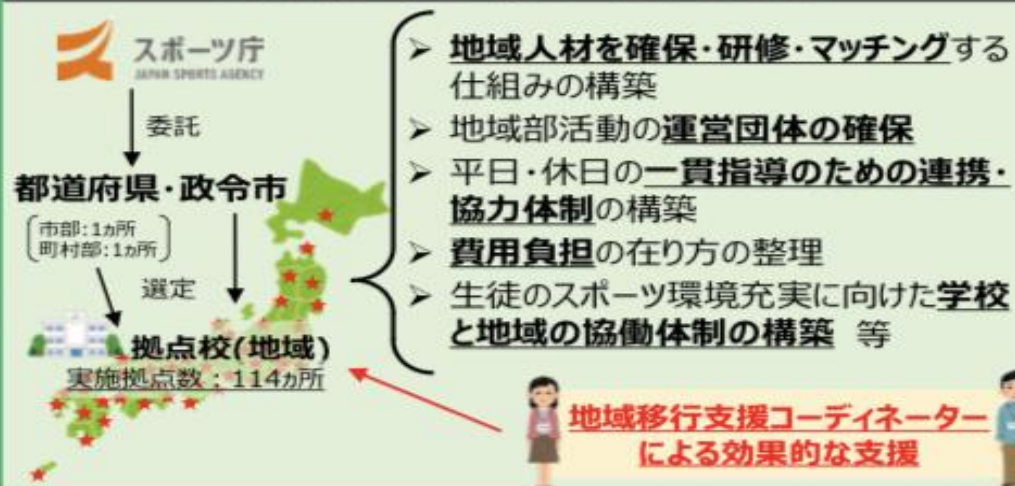 スポーツ庁
JAPAN SPORTS AGENCY
委託
都道府県・政令市
市部:1ヵ所
町村部:1ヵ所
選定
拠点校(地域)
実施拠点数:114ヵ所
➢ 地域人材を確保・研修・マッチングする
仕組みの構築
➢ 地域部活動の運営団体の確保
➢ 平日・休日の一貫指導のための連携・
協力体制の構築
➢ 費用負担の在り方の整理
➢ 生徒のスポーツ環境充実に向けた学校
と地域の協働体制の構築 等
地域移行支援コーディネーター
による効果的な支援